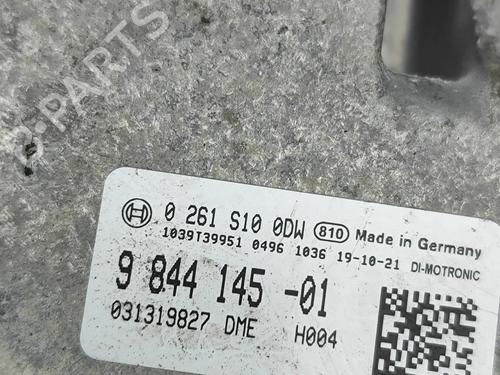 B-PARTS
0 261 S10 0DW 810 Made in Germany
1039T39951 0496 1036 19-10-21 DI-MOTRONIC
9 844 145 -01
031319827 DME H004